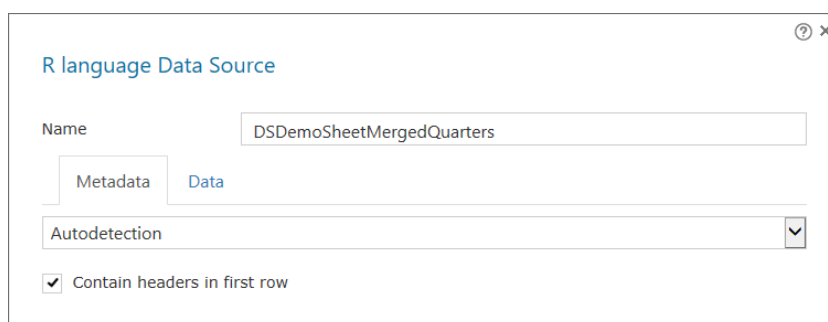 R language Data Source
Name DSDemoSheetMergedQuarters
Metadata Data
Autodetection
Contain headers in first row